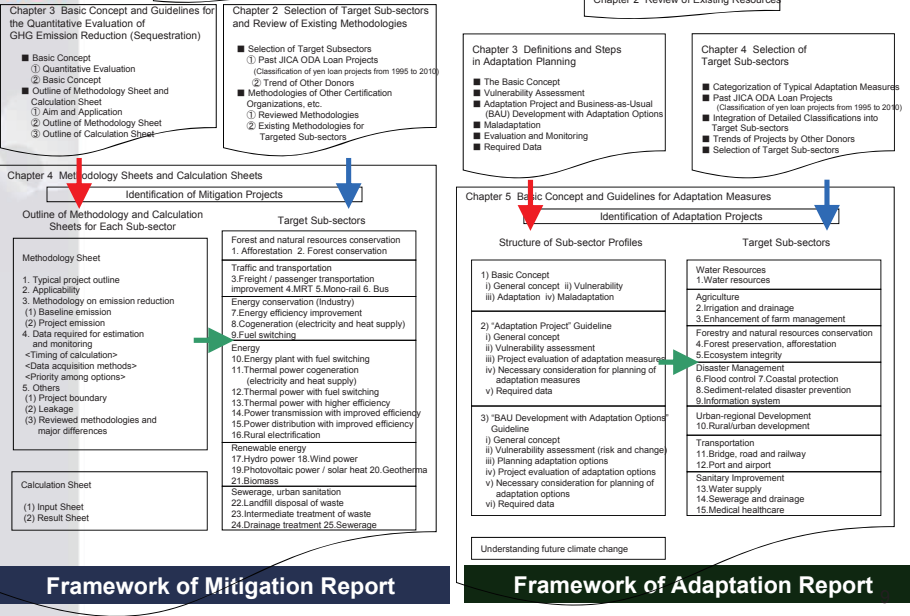 Chapter 3 Basic Concept and Guidelines for
the Quantitative Evaluation of
GHG Emission Reduction (Sequestration)
■ Basic Concept
① Quantitative Evaluation
② Basic Concept
■ Outline of Methodology Sheet and
Calculation Sheet
① Aim and Application
② Outline of Methodology Sheet
③ Outline of Calculation Sheet
Chapter 2 Selection of Target Sub-sectors
and Review of Existing Methodologies
■ Selection of Target Subsectors
① Past JICA ODA Loan Projects
(Classification of yen loan projects from 1995 to 2010)
② Trend of Other Donors
■ Methodologies of Other Certification
Organizations, etc.
① Reviewed Methodologies
② Existing Methods for
Targeted Sub-sectors
Chapter 4 Methodology Sheets and Calculation Sheets
Identification of Mitigation Projects
Outline of Methodology and Calculation
Sheets for Each Sub-sector
Methodology Sheet
1. Typical project outline
2. Applicability
3. Methodology on emission reduction
(1) Baseline emission
(2) Project emission
4. Data required for estimation
and monitoring
<Timing of calculation>
<Data acquisition methods>
<Priority among options>
5. Others
(1) Project boundary
(2) Leakage
(3) Reviewed methodologies and
major differences
Calculation Sheet
(1) Input Sheet
(2) Result Sheet
Target Sub-sectors
Forest and natural resources conservation
1. Afforestation 2. Forest conservation
Traffic and transportation
3.Freight / passenger transportation
improvement 4.MRT 5.Mono-rail 6. Bus
Energy conservation (Industry)
7.Energy efficiency improvement
8.Cogeneration (electricity and heat supply)
9.Fuel switching
Energy
10.Energy plant with fuel switching
11.Thermal power cogeneration
(electricity and heat supply)
12.Thermal power with fuel switching
13.Thermal power with higher efficiency
14.Power transmission with improved efficiency
15.Power distribution with improved efficiency
16.Rural electrification
Renewable energy
17.Hydro power 18.Wind power
19.Photovoltaic power / solar heat 20.Geotherma
21.Biomass
Sewerage, urban sanitation
22.Landfill disposal of waste
23.Intermediate treatment of waste
24.Drainage treatment 25.Sewerage
Framework of Mitigation Report
Chapter 2 Review of Existing Resources
Chapter 3 Definitions and Steps
in Adaptation Planning
■ The Basic Concept
■ Vulnerability Assessment
■ Adaptation Project and Business-as-Usual
(BAU) Development with Adaptation Options
■ Maladaptation
■ Evaluation and Monitoring
■ Required Data
Chapter 4 Selection of
Target Sub-sectors
■ Categorization of Typical Adaptation Measures
■ Past JICA ODA Loan Projects
(Classification of yen loan projects from 1995 to 2010)
■ Integration of Detailed Classifications into
Target Sub-sectors
■ Trends of Projects by Other Donors
■ Selection of Target Sub-sectors
Chapter 5 Basic Concept and Guidelines for Adaptation Measures
Identification of Adaptation Projects
Structure of Sub-sector Profiles
1) Basic Concept
i) General concept ii) Vulnerability
iii) Adaptation iv) Maladaptation
2) "Adaptation Project" Guideline
i) General concept
ii) Vulnerability assessment
iii) Project evaluation of adaptation measures
iv) Necessary consideration for planning of
adaptation measures
v) Required data
3) "BAU Development with Adaptation Options"
Guideline
i) General concept
ii) Vulnerability assessment (risk and change)
iii) Planning adaptation options
iv) Project evaluation of adaptation options
v) Necessary consideration for planning of
adaptation options
vi) Required data
Understanding future climate change
Target Sub-sectors
Water Resources
1.Water resources
Agriculture
2.Irrigation and drainage
3.Enhancement of farm management
Forestry and natural resources conservation
4.Forest preservation, afforestation
5.Ecosystem integrity
Disaster Management
6.Flood control 7.Coastal protection
8.Sediment-related disaster prevention
9.Information system
Urban-regional Development
10.Rural/urban development
Transportation
11.Bridge, road and railway
12.Port and airport
Sanitary Improvement
13.Water supply
14.Sewerage and drainage
15.Medical healthcare
Framework of Adaptation Report